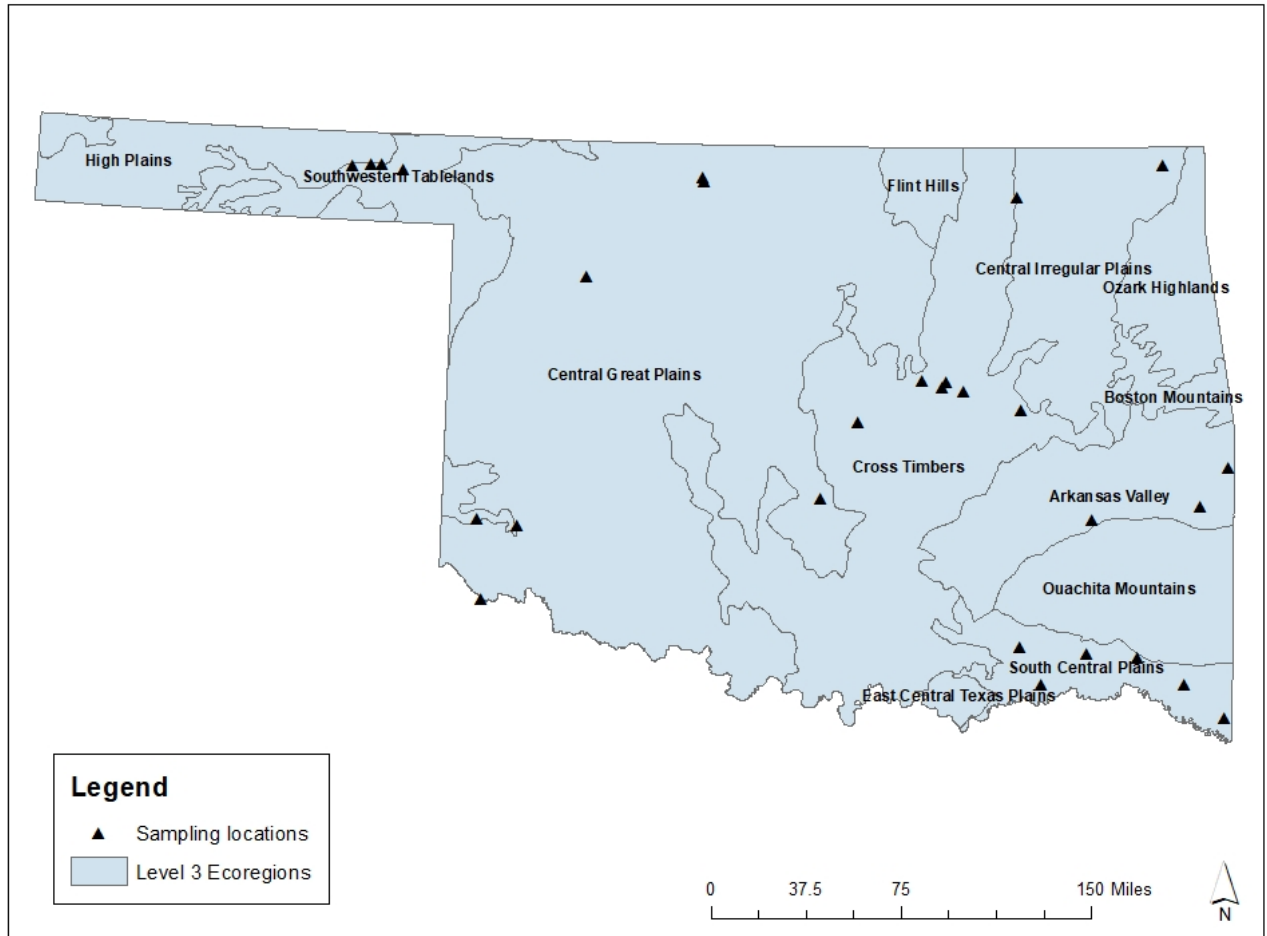 High Plains
Southwestern Tablelands
Flint Hills
Central Irregular Plains
Ozark Highlands
Central Great Plains
Boston Mountains
Cross Timbers
Arkansas Valley
Ouachita Mountains
South Central Plains
East Central Texas Plains
Legend
Sampling locations
Level 3 Ecoregions
0 37.5 75 150 Miles
N